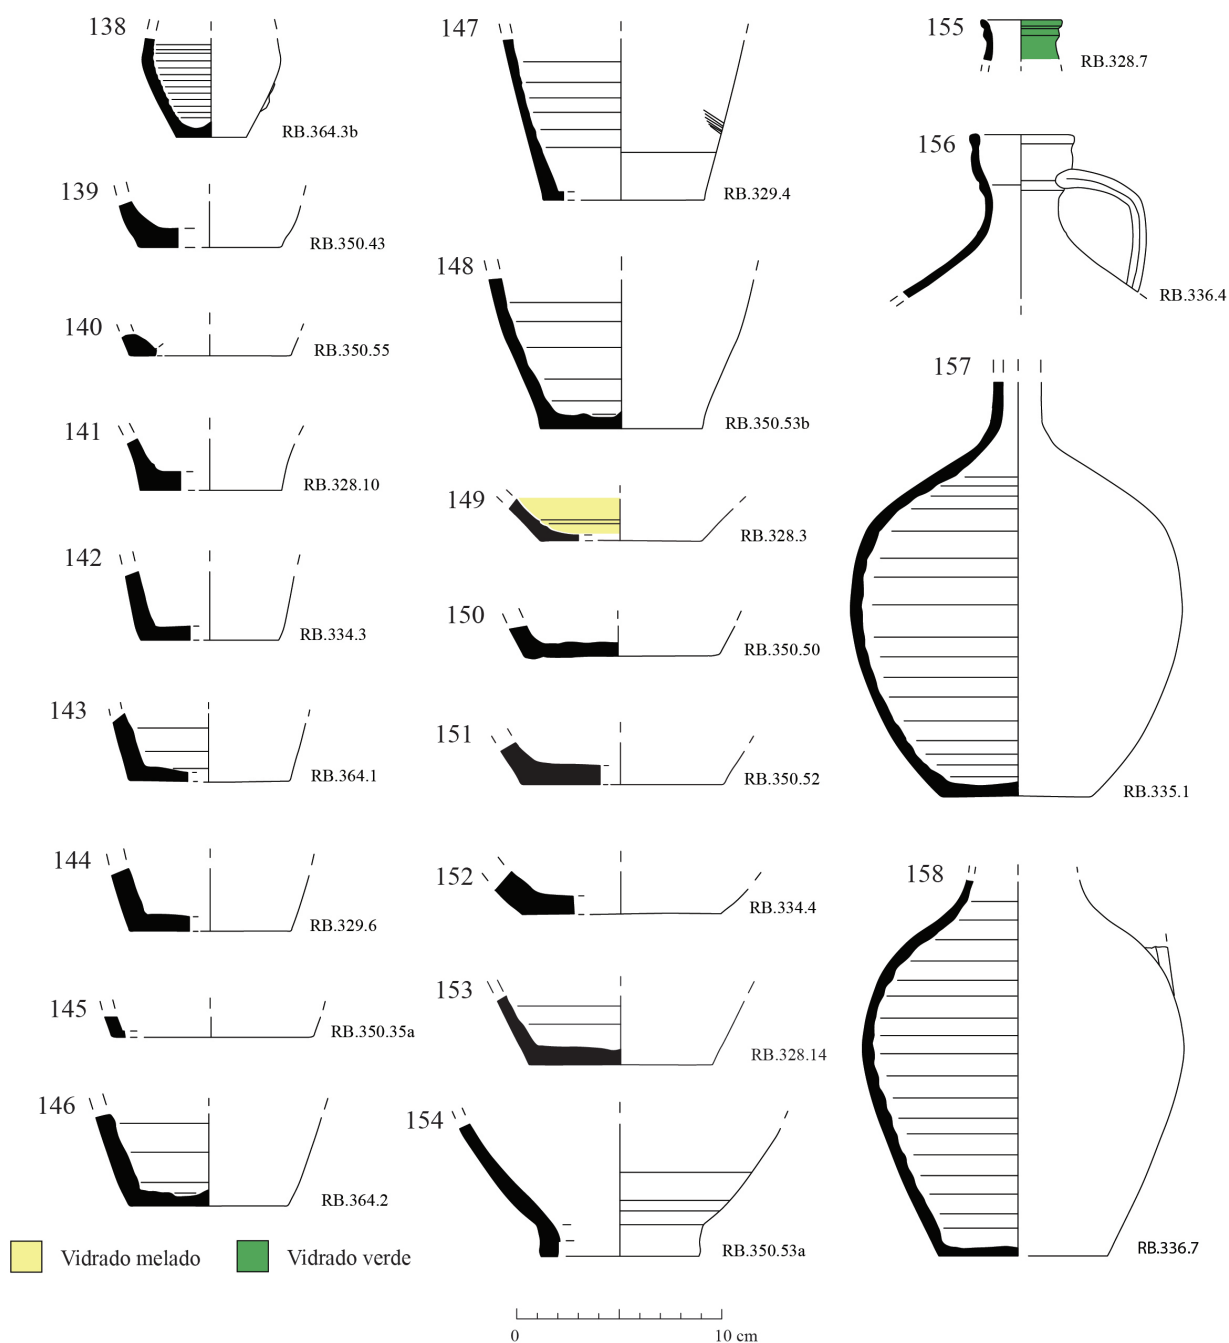 138
RB.364.3b
139
RB.350.43
140
RB.350.55
141
RB.328.10
142
RB.334.3
143
RB.364.1
144
RB.329.6
145
RB.350.35a
146
RB.364.2
147
RB.329.4
148
RB.350.53b
149
RB.328.3
150
RB.350.50
151
RB.350.52
152
RB.334.4
153
RB.328.14
154
RB.350.53a
155
RB.328.7
156
RB.336.4
157
RB.335.1
158
RB.336.7
Vidrado melado
Vidrado verde
0 10 cm